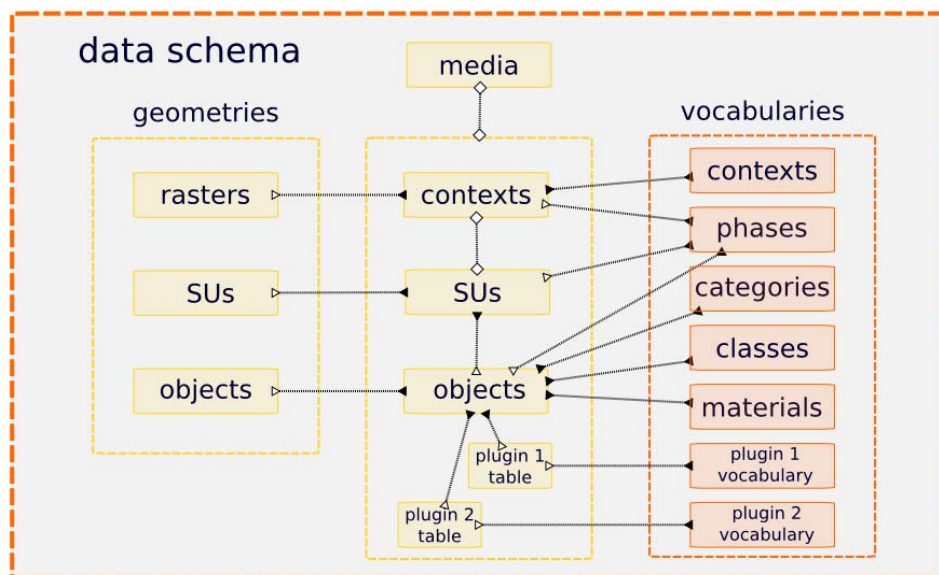 data schema
media
geometries
vocabularies
rasters
contexts
contexts
phases
SUs
SUs
categories
classes
objects
objects
materials
plugin 1
table
plugin 1
vocabulary
plugin 2
table
plugin 2
vocabulary